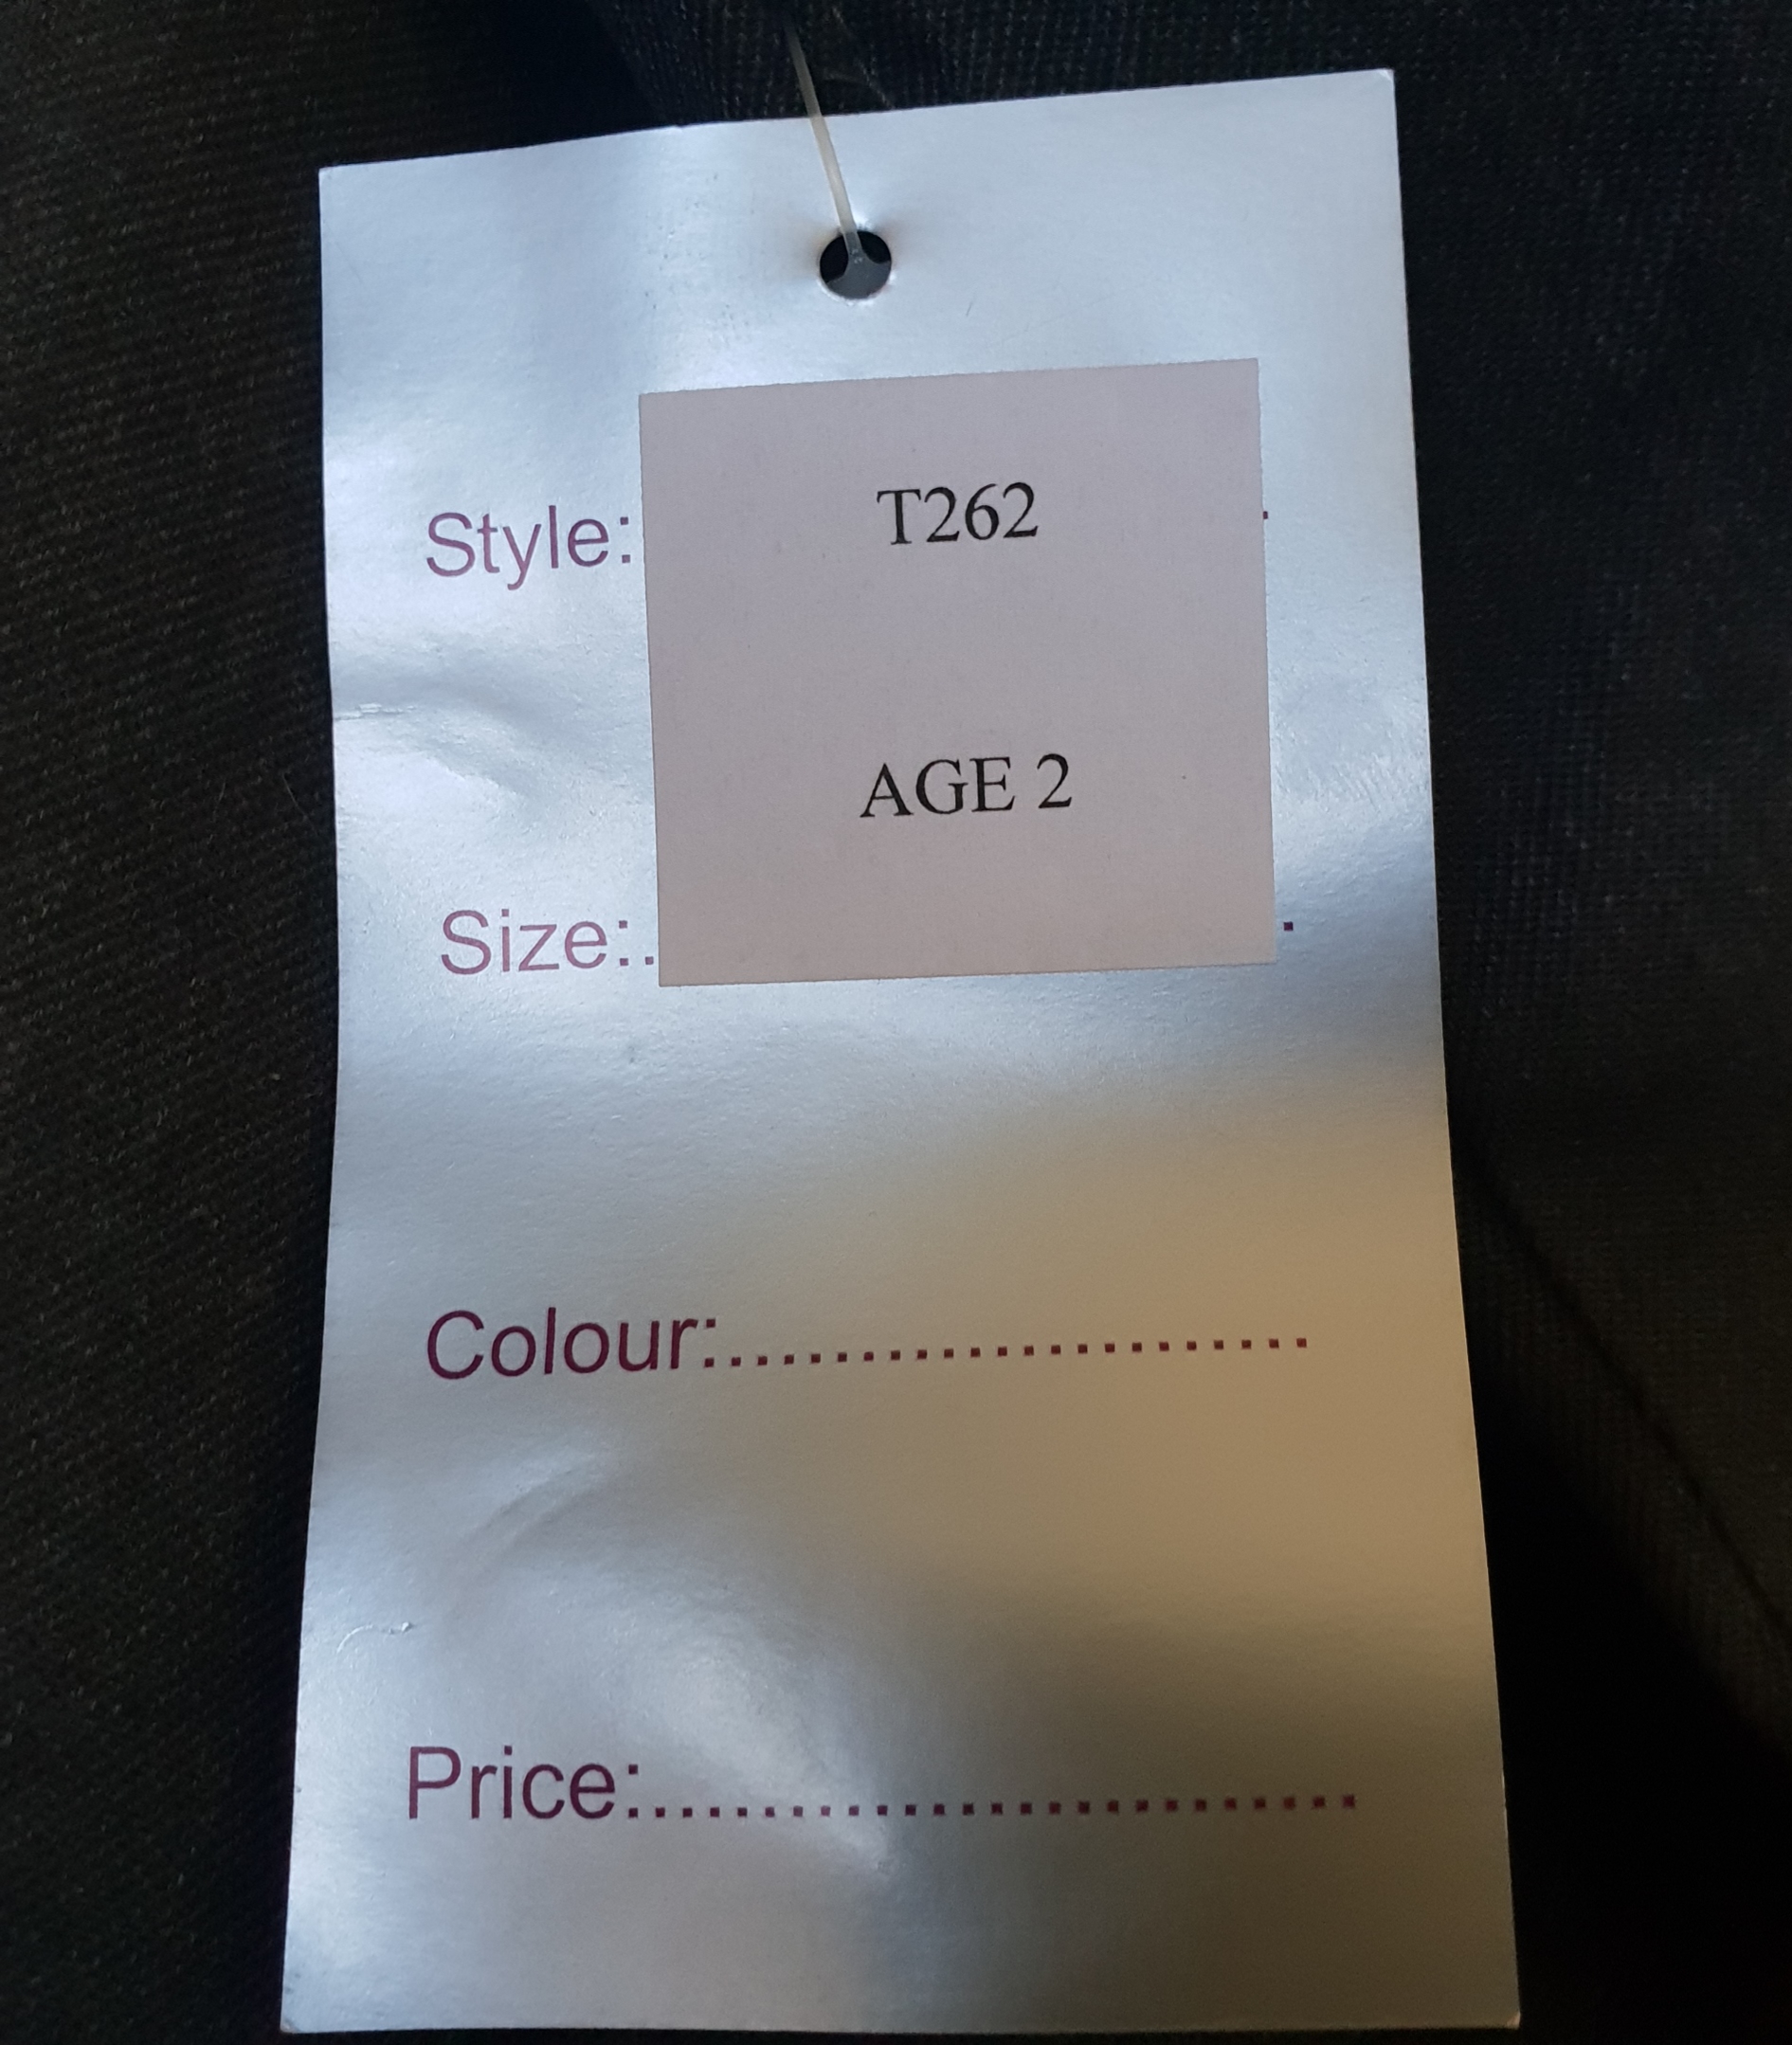 Style: T262
AGE 2
Size:.
Colour:.......................
Price:.........................